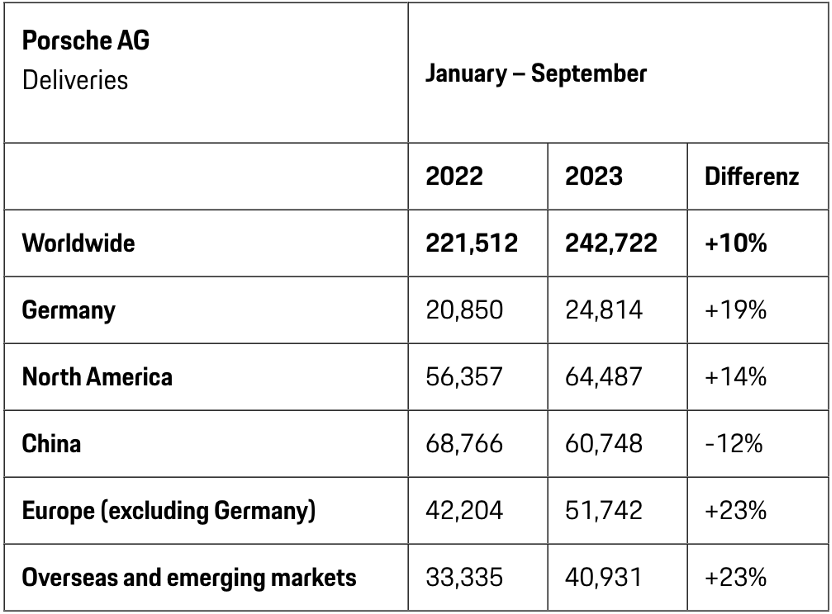 Porsche AG
Deliveries
January – September
2022 2023 Differenz
Worldwide 221,512 242,722 +10%
Germany 20,850 24,814 +19%
North America 56,357 64,487 +14%
China 68,766 60,748 -12%
Europe (excluding Germany) 42,204 51,742 +23%
Overseas and emerging markets 33,335 40,931 +23%